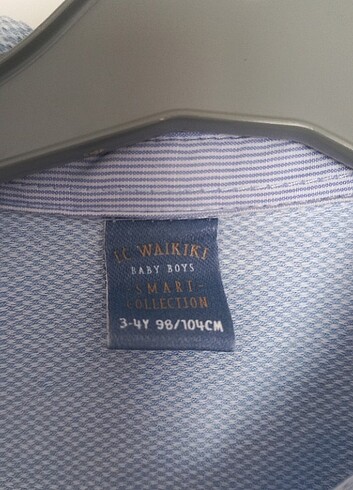 LC WAIKIKI
BABY BOYS
SMART-
COLLECTION
3-4Y 98/104CM